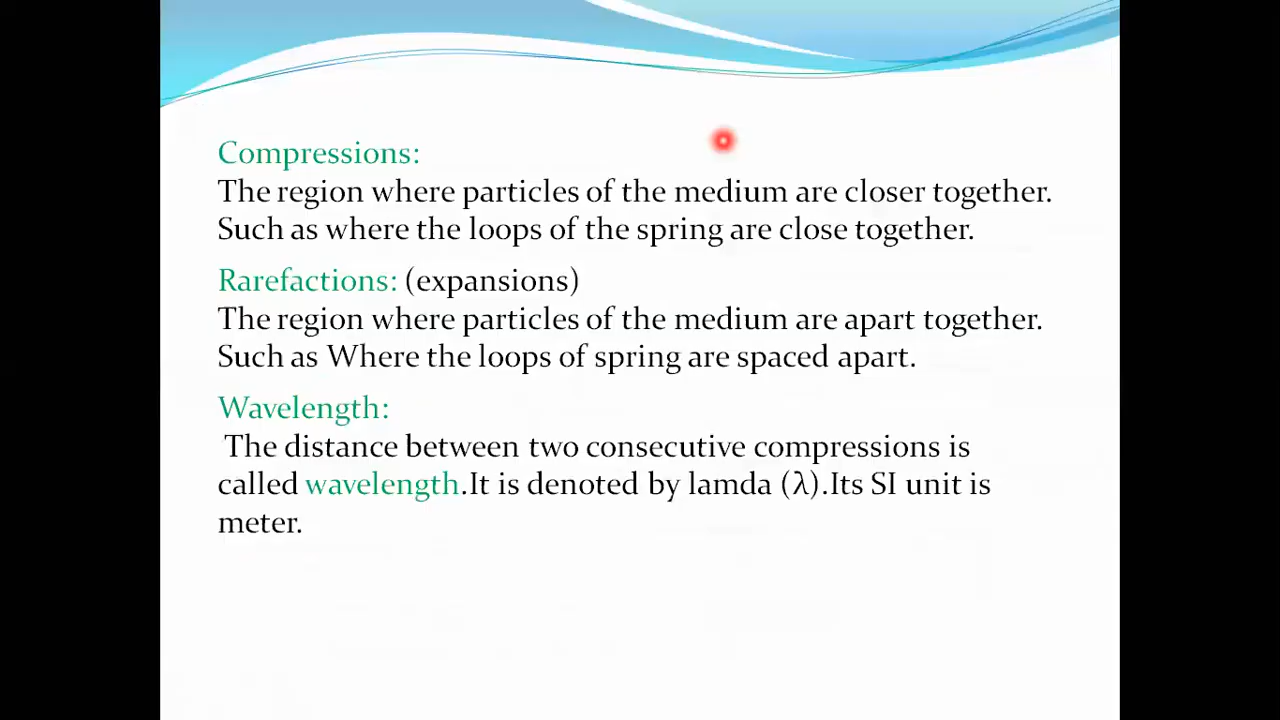 Compressions:
The region where particles of the medium are closer together.
Such as where the loops of the spring are close together.
Rarefactions: (expansions)
The region where particles of the medium are apart together.
Such as Where the loops of spring are spaced apart.
Wavelength:
The distance between two consecutive compressions is
called wavelength.It is denoted by lamda (λ).Its SI unit is
meter.